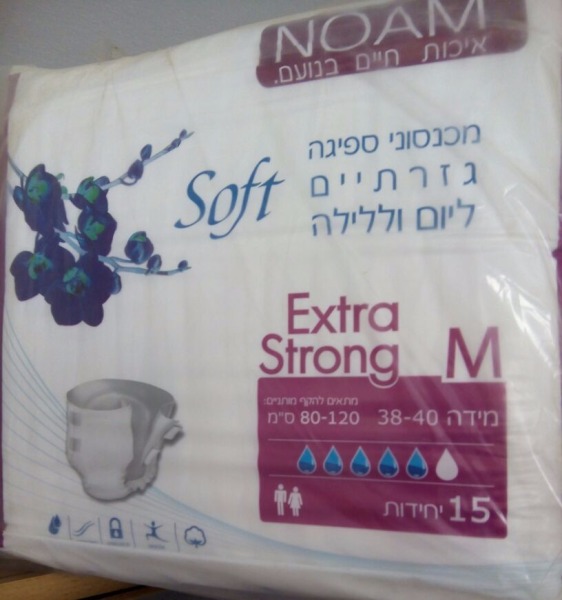 NOAM
איכות חיים בנועם.
מכנסוני ספיגה
גזרתיים
ליום וללילה
Soft
Extra
Strong
M
מתאים להקף מותניים:
מידה 38-40 80-120 ס"מ
15 יחידות